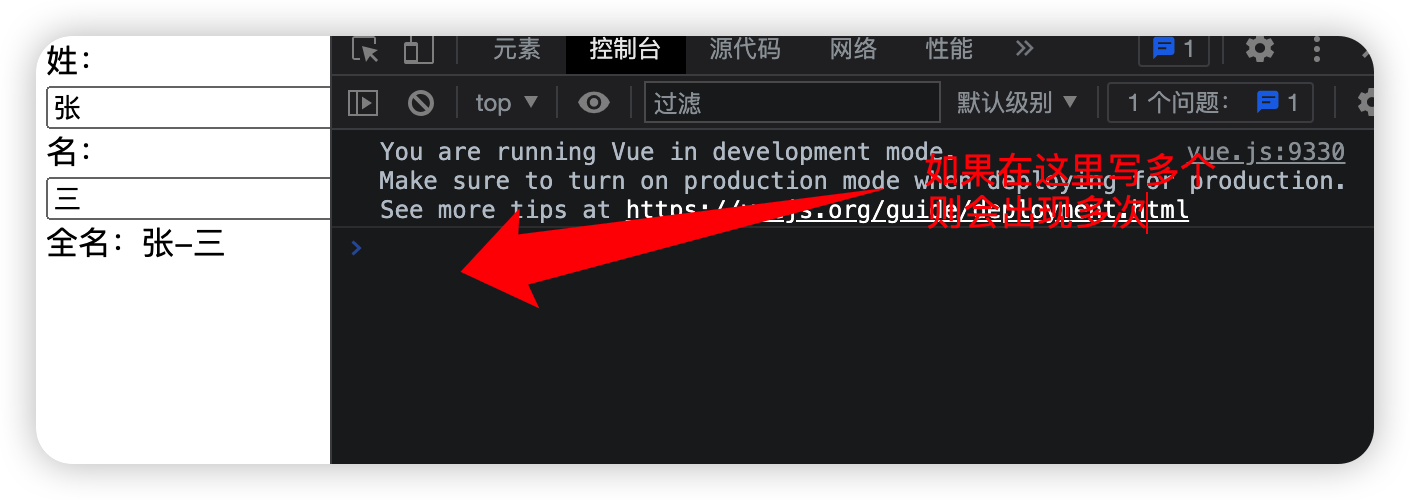 姓：
张
名：
三
全名：张-三
元素 控制台 源代码 网络 性能 1
top 过滤 默认级别 1 个问题： 1
You are running Vue in development mode. vue.js:9330
Make sure to turn on production mode when deploying for production.
See more tips at https://vuejs.org/guide/deployment.html
如果在这里写多个
则会出现多次